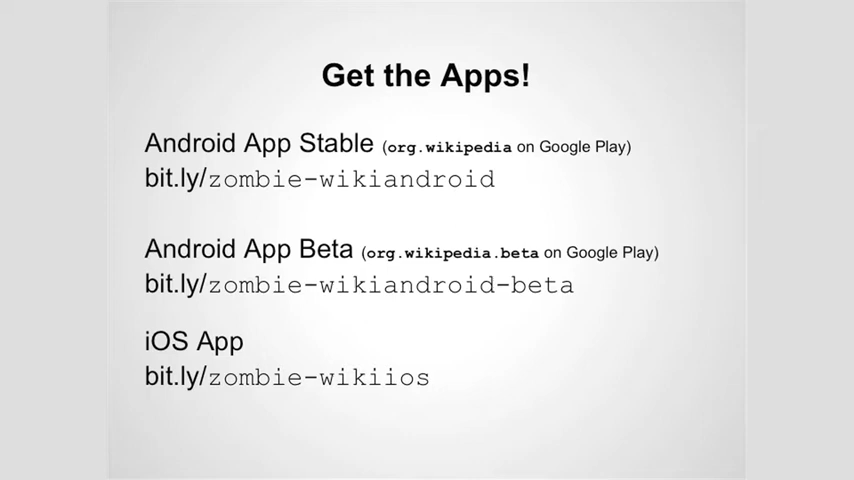 Get the Apps!
Android App Stable (org.wikipedia on Google Play)
bit.ly/zombie-wikiandroid
Android App Beta (org.wikipedia.beta on Google Play)
bit.ly/zombie-wikiandroid-beta
iOS App
bit.ly/zombie-wikiios